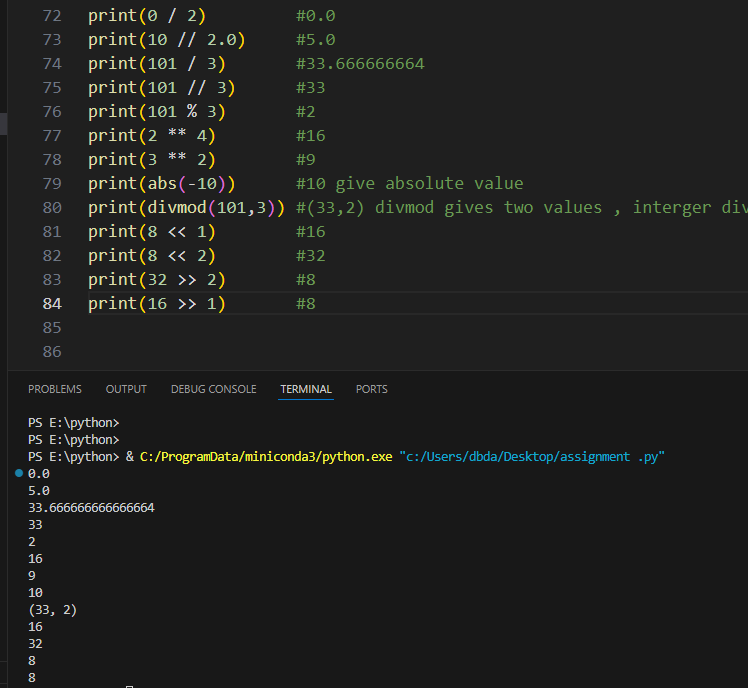 72 print(0 / 2) #0.0
73 print(10 // 2.0) #5.0
74 print(101 / 3) #33.666666664
75 print(101 // 3) #33
76 print(101 % 3) #2
77 print(2 ** 4) #16
78 print(3 ** 2) #9
79 print(abs(-10)) #10 give absolute value
80 print(divmod(101,3)) #(33,2) divmod gives two values , interger div
81 print(8 << 1) #16
82 print(8 << 2) #32
83 print(32 >> 2) #8
84 print(16 >> 1) #8
85
86
PROBLEMS OUTPUT DEBUG CONSOLE TERMINAL PORTS
PS E:\python>
PS E:\python>
PS E:\python> & C:/ProgramData/miniconda3/python.exe "c:/Users/dbda/Desktop/assignment .py"
0.0
5.0
33.666666666666664
33
2
16
9
10
(33, 2)
16
32
8
8